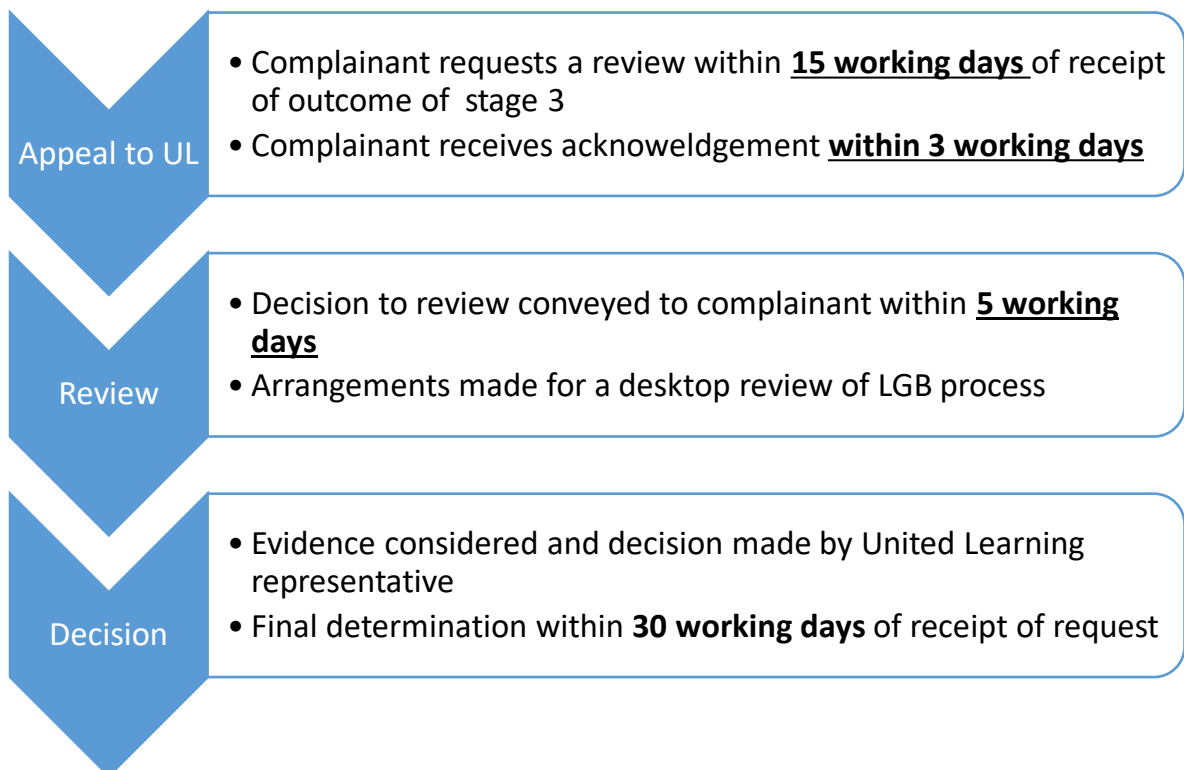 Appeal to UL
• Complainant requests a review within 15 working days of receipt
of outcome of stage 3
• Complainant receives acknoweldgement within 3 working days
Review
• Decision to review conveyed to complainant within 5 working
days
• Arrangements made for a desktop review of LGB process
Decision
• Evidence considered and decision made by United Learning
representative
• Final determination within 30 working days of receipt of request